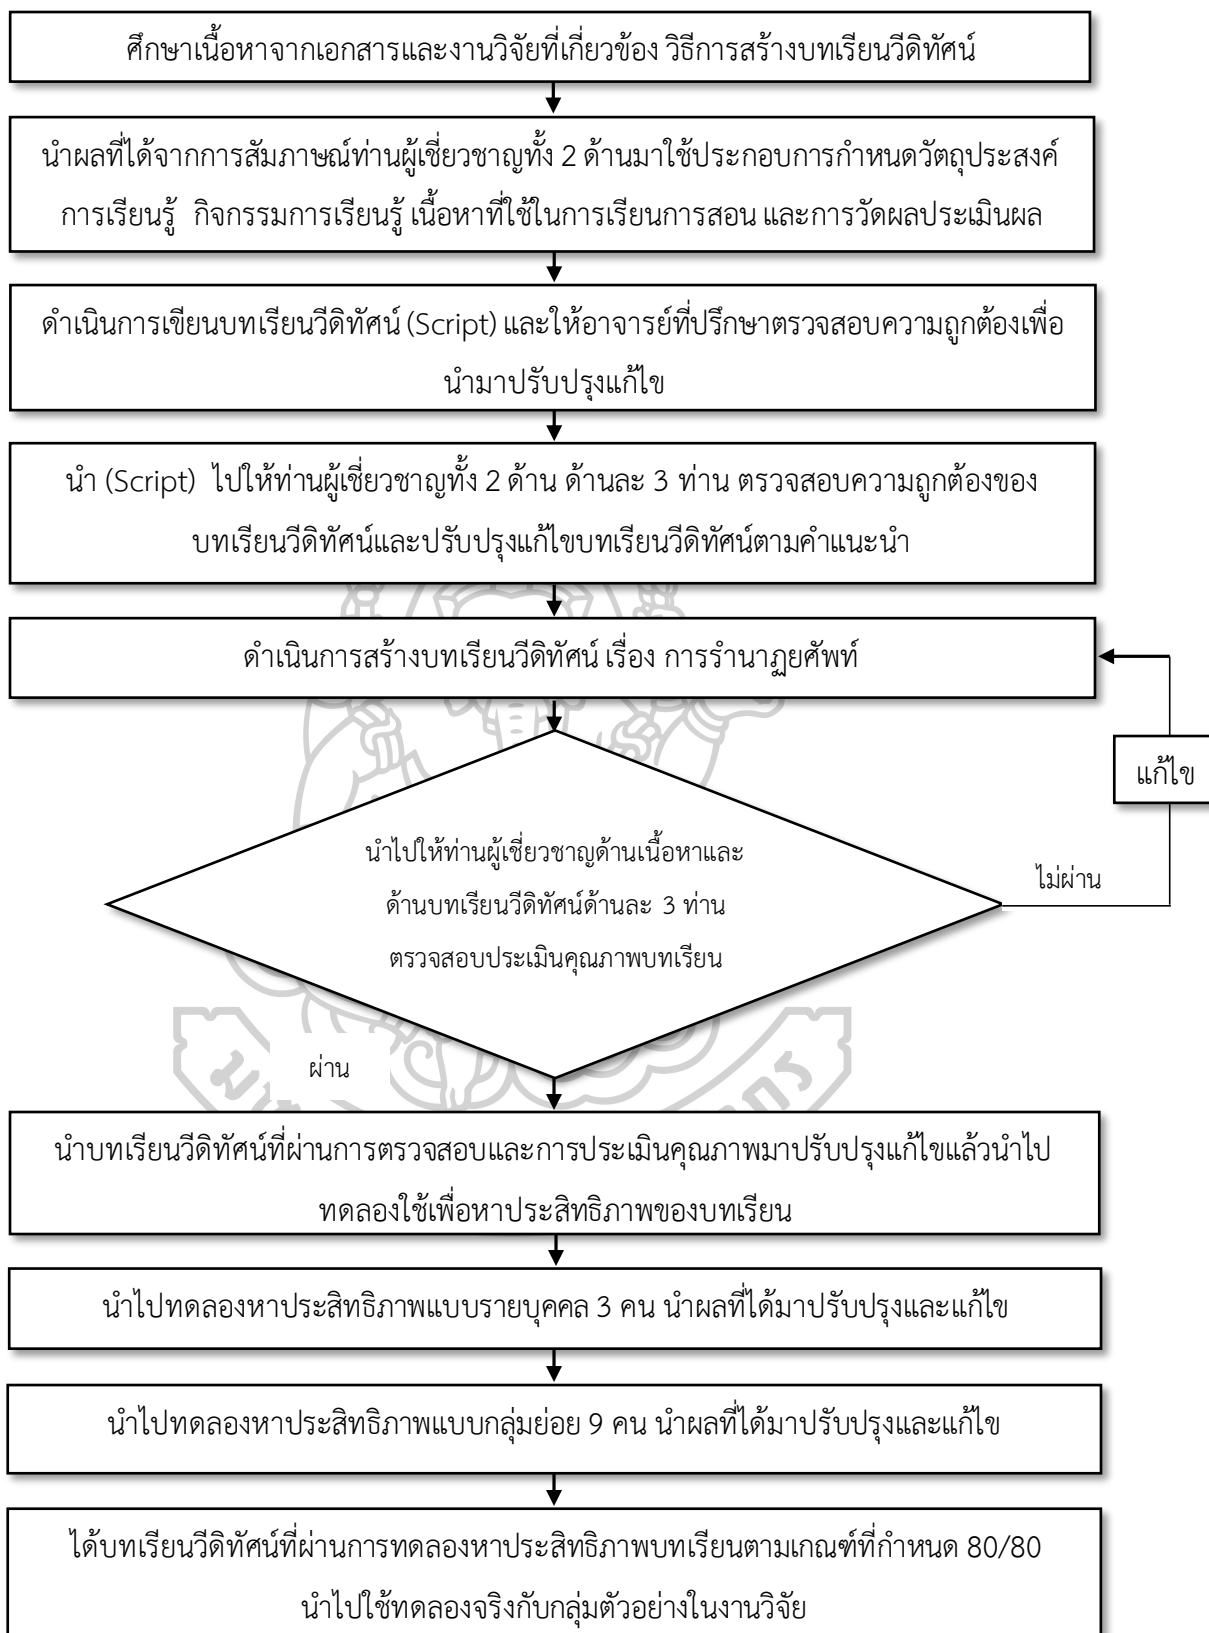 ศึกษาเนื้อหาจากเอกสารและงานวิจัยที่เกี่ยวข้อง วิธีการสร้างบทเรียนวีดิทัศน์
นำผลที่ได้จากการสัมภาษณ์ท่านผู้เชี่ยวชาญทั้ง 2 ด้านมาใช้ประกอบการกำหนดวัตถุประสงค์
การเรียนรู้ กิจกรรมการเรียนรู้ เนื้อหาที่ใช้ในการเรียนการสอน และการวัดผลประเมินผล
ดำเนินการเขียนบทเรียนวีดิทัศน์ (Script) และให้อาจารย์ที่ปรึกษาตรวจสอบความถูกต้องเพื่อ
นำมาปรับปรุงแก้ไข
นำ (Script) ไปให้ท่านผู้เชี่ยวชาญทั้ง 2 ด้าน ด้านละ 3 ท่าน ตรวจสอบความถูกต้องของ
บทเรียนวีดิทัศน์และปรับปรุงแก้ไขบทเรียนวีดิทัศน์ตามคำแนะนำ
ดำเนินการสร้างบทเรียนวีดิทัศน์ เรื่อง การรำนาฏยศัพท์
แก้ไข
นำไปให้ท่านผู้เชี่ยวชาญด้านเนื้อหาและ
ด้านบทเรียนวีดิทัศน์ด้านละ 3 ท่าน
ตรวจสอบประเมินคุณภาพบทเรียน
ไม่ผ่าน
ผ่าน
นำบทเรียนวีดิทัศน์ที่ผ่านการตรวจสอบและการประเมินคุณภาพมาปรับปรุงแก้ไขแล้วนำไป
ทดลองใช้เพื่อหาประสิทธิภาพของบทเรียน
นำไปทดลองหาประสิทธิภาพแบบรายบุคคล 3 คน นำผลที่ได้มาปรับปรุงและแก้ไข
นำไปทดลองหาประสิทธิภาพแบบกลุ่มย่อย 9 คน นำผลที่ได้มาปรับปรุงและแก้ไข
ได้บทเรียนวีดิทัศน์ที่ผ่านการทดลองหาประสิทธิภาพบทเรียนตามเกณฑ์ที่กำหนด 80/80
นำไปใช้ทดลองจริงกับกลุ่มตัวอย่างในงานวิจัย